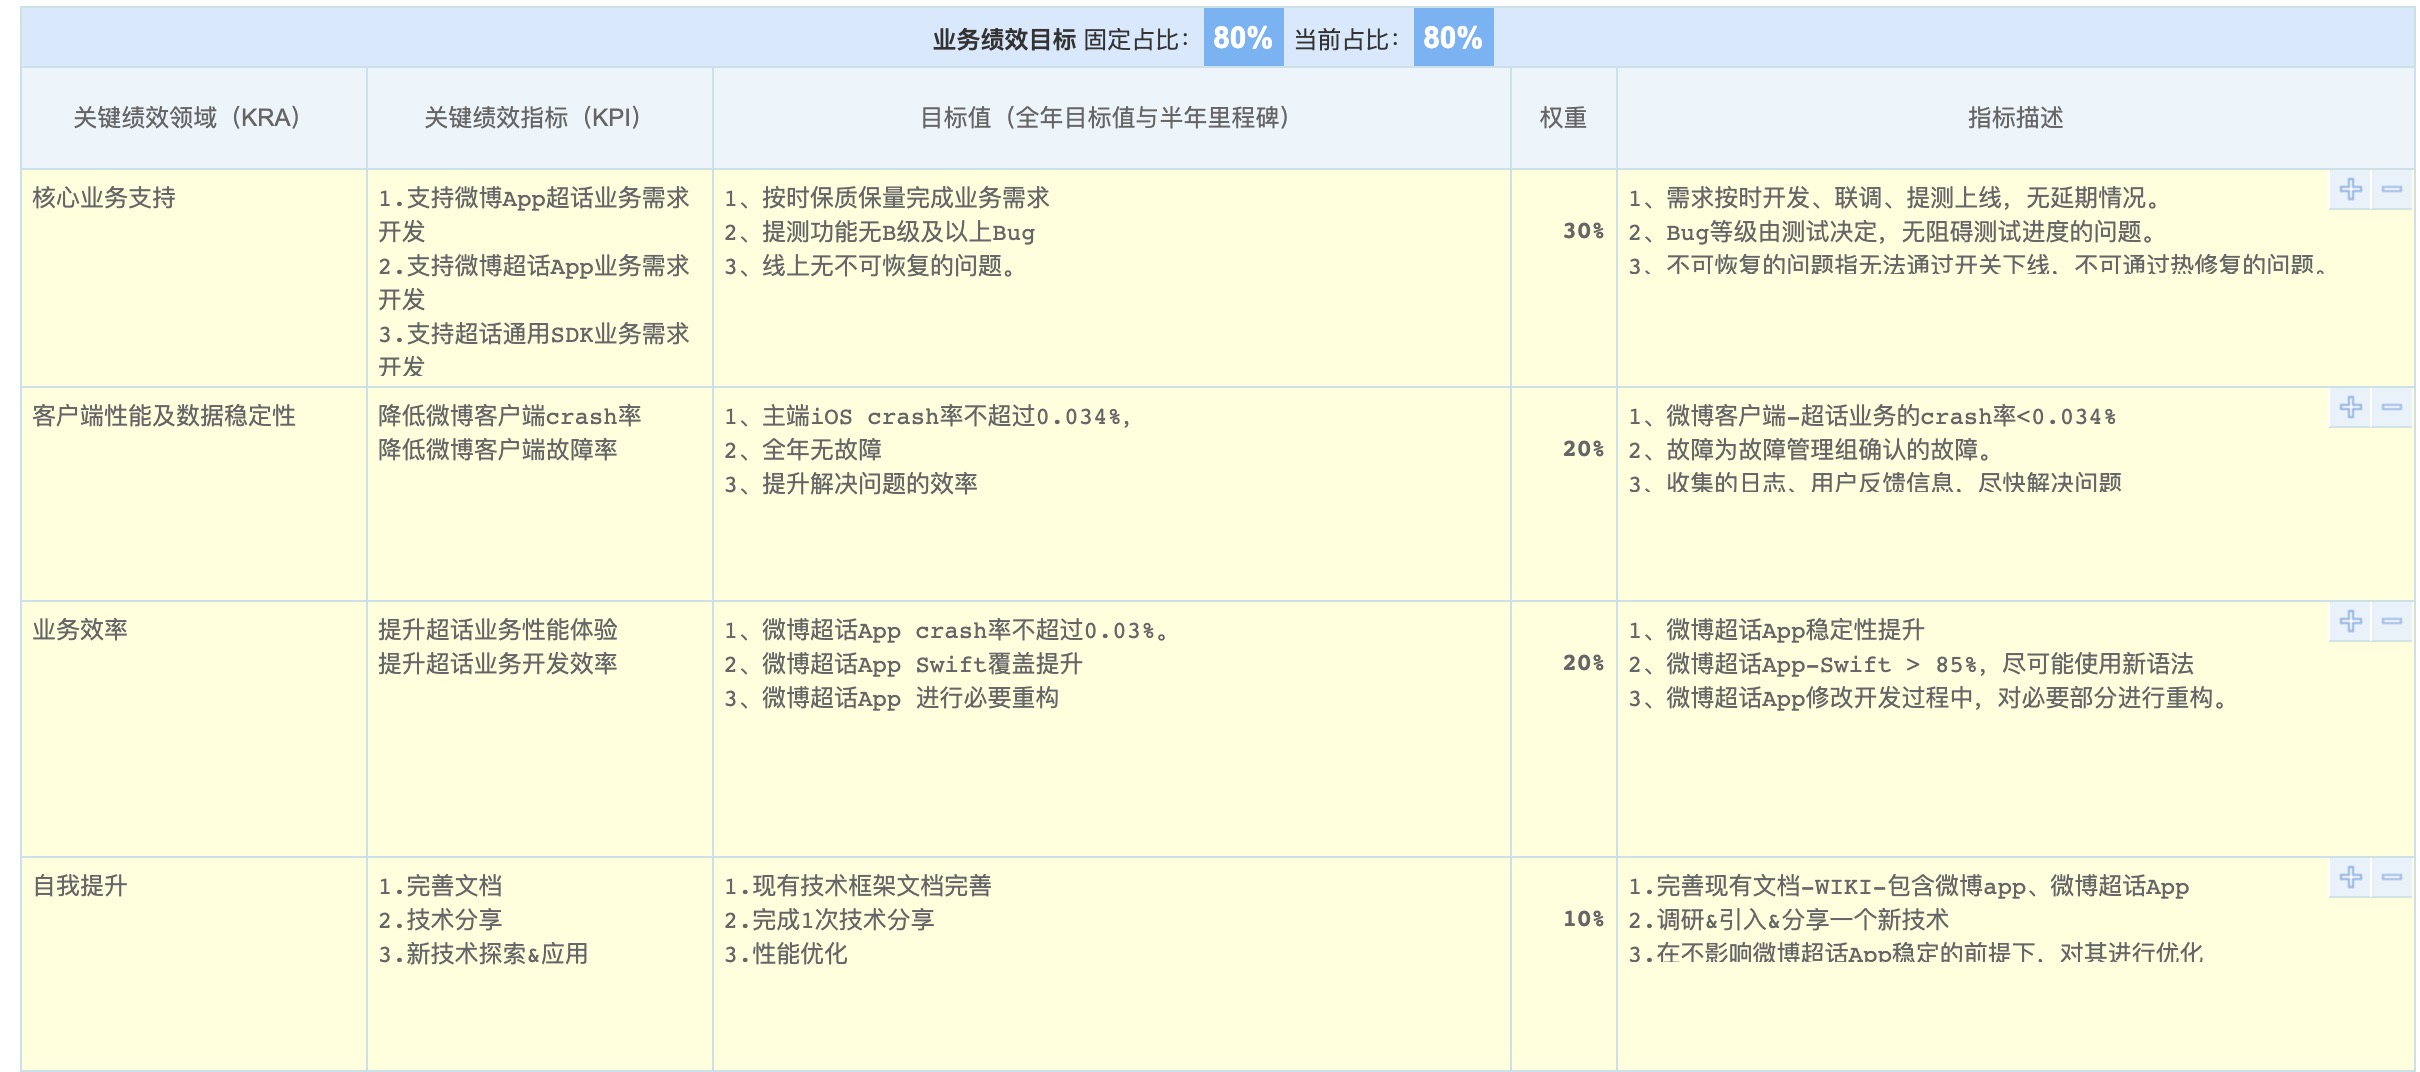 业务绩效目标 固定占比： 80% 当前占比： 80%
关键绩效领域（KRA） 关键绩效指标（KPI） 目标值（全年目标值与半年里程碑） 权重 指标描述
核心业务支持
1.支持微博App超话业务需求
开发
2.支持微博超话App业务需求
开发
3.支持超话通用SDK业务需求
开发
1、按时保质保量完成业务需求
2、提测功能无B级及以上Bug
3、线上无不可恢复的问题。
30%
1、需求按时开发、联调、提测上线，无延期情况。
2、Bug等级由测试决定，无阻碍测试进度的问题。
3、不可恢复的问题指无法通过开关下线，不可通过热修复的问题。
客户端性能及数据稳定性
降低微博客户端crash率
降低微博客户端故障率
1、主端iOS crash率不超过0.034%，
2、全年无故障
3、提升解决问题的效率
20%
1、微博客户端-超话业务的crash率<0.034%
2、故障为故障管理组确认的故障。
3、收集的日志、用户反馈信息，尽快解决问题
业务效率
提升超话业务性能体验
提升超话业务开发效率
1、微博超话App crash率不超过0.03%。
2、微博超话App Swift覆盖提升
3、微博超话App 进行必要重构
20%
1、微博超话App稳定性提升
2、微博超话App-Swift > 85%，尽可能使用新语法
3、微博超话App修改开发过程中，对必要部分进行重构。
自我提升
1.完善文档
2.技术分享
3.新技术探索&应用
1.现有技术框架文档完善
2.完成1次技术分享
3.性能优化
10%
1.完善现有文档-WIKI-包含微博app、微博超话App
2.调研&引入&分享一个新技术
3.在不影响微博超话App稳定的前提下，对其进行优化